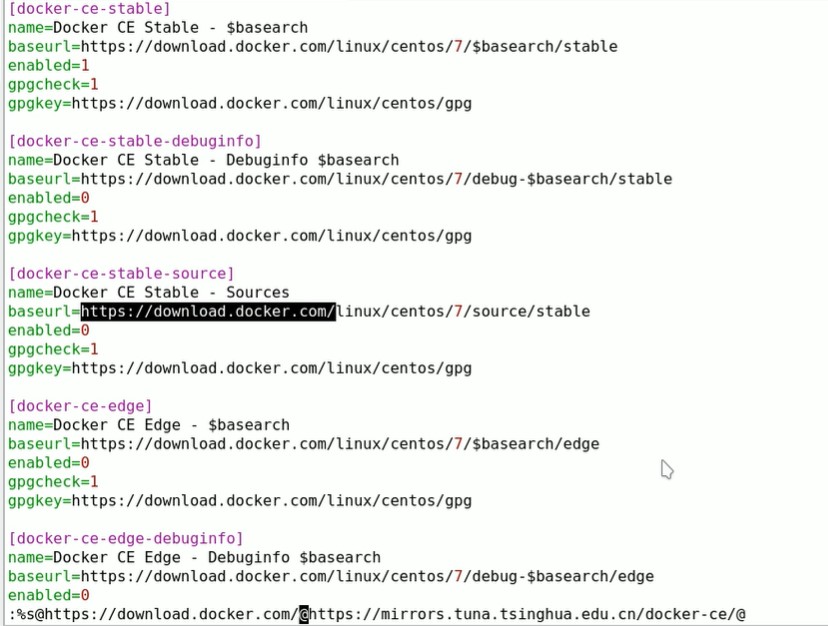 [docker-ce-stable]
name=Docker CE Stable - $basearch
baseurl=https://download.docker.com/linux/centos/7/$basearch/stable
enabled=1
gpgcheck=1
gpgkey=https://download.docker.com/linux/centos/gpg
[docker-ce-stable-debuginfo]
name=Docker CE Stable - Debuginfo $basearch
baseurl=https://download.docker.com/linux/centos/7/debug-$basearch/stable
enabled=0
gpgcheck=1
gpgkey=https://download.docker.com/linux/centos/gpg
[docker-ce-stable-source]
name=Docker CE Stable - Sources
baseurl=https://download.docker.com/linux/centos/7/source/stable
enabled=0
gpgcheck=1
gpgkey=https://download.docker.com/linux/centos/gpg
[docker-ce-edge]
name=Docker CE Edge - $basearch
baseurl=https://download.docker.com/linux/centos/7/$basearch/edge
enabled=0
gpgcheck=1
gpgkey=https://download.docker.com/linux/centos/gpg
[docker-ce-edge-debuginfo]
name=Docker CE Edge - Debuginfo $basearch
baseurl=https://download.docker.com/linux/centos/7/debug-$basearch/edge
enabled=0
:%s@https://download.docker.com/@https://mirrors.tuna.tsinghua.edu.cn/docker-ce/@